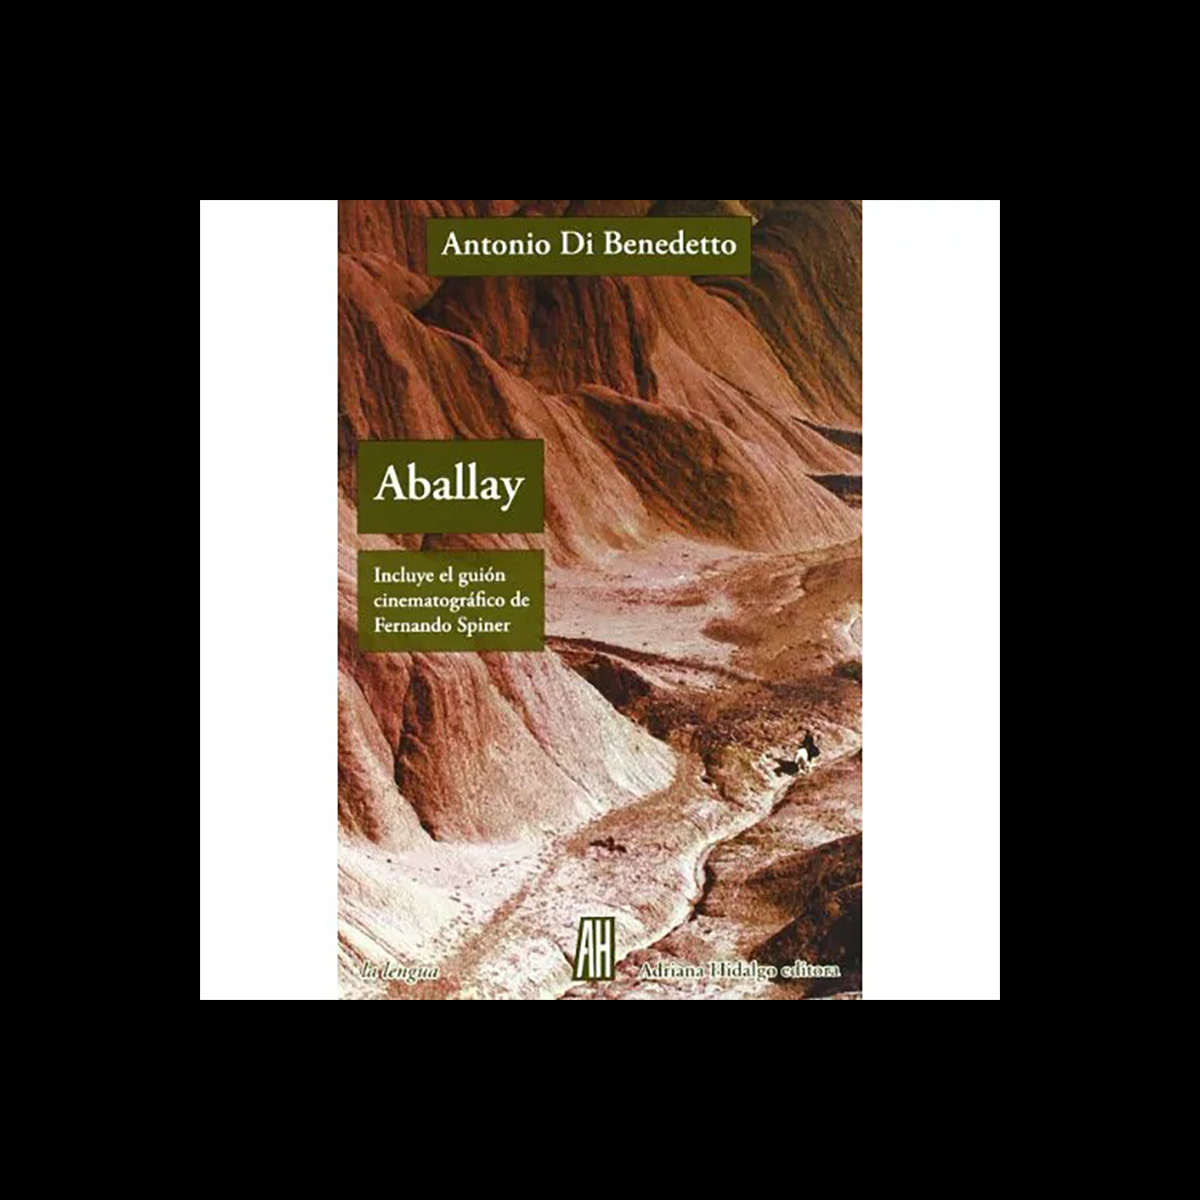 Antonio Di Benedetto
Aballay
Incluye el guión
cinematográfico de
Fernando Spiner
la lengua
AH
Adriana Hidalgo editora